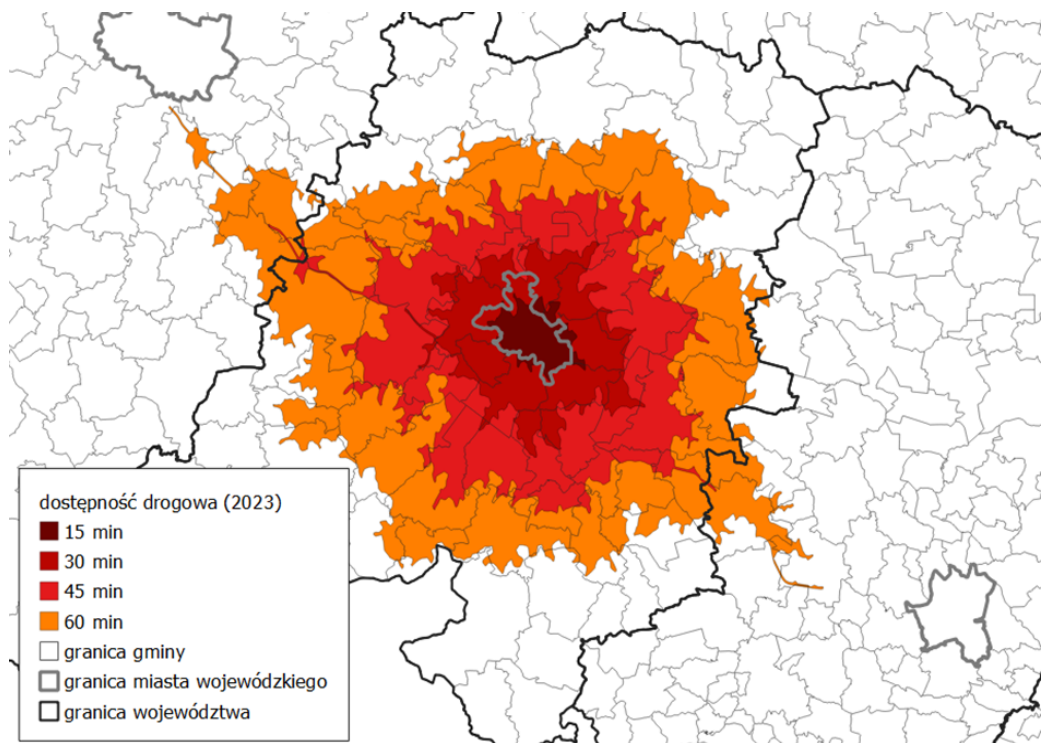 dostępność drogowa (2023)
15 min
30 min
45 min
60 min
granica gminy
granica miasta wojewódzkiego
granica województwa